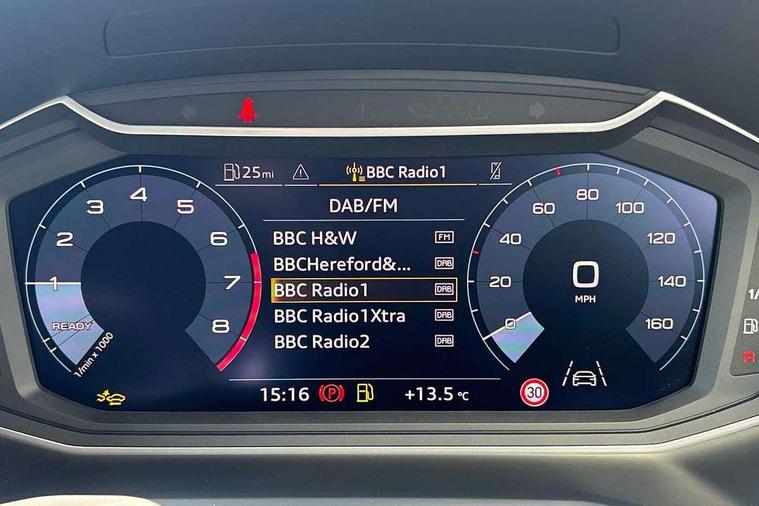 25mi
BBC Radio1
DAB/FM
BBC H&W FM
BBCHereford&... DAB
BBC Radio1 DAB
BBC Radio1Xtra DAB
BBC Radio2 DAB
1 2 3 4 5 6 7 8
READY
1/min x 1000
0 20 40 60 80 100 120 140 160
0
MPH
15:16 P +13.5 °C
30
1/